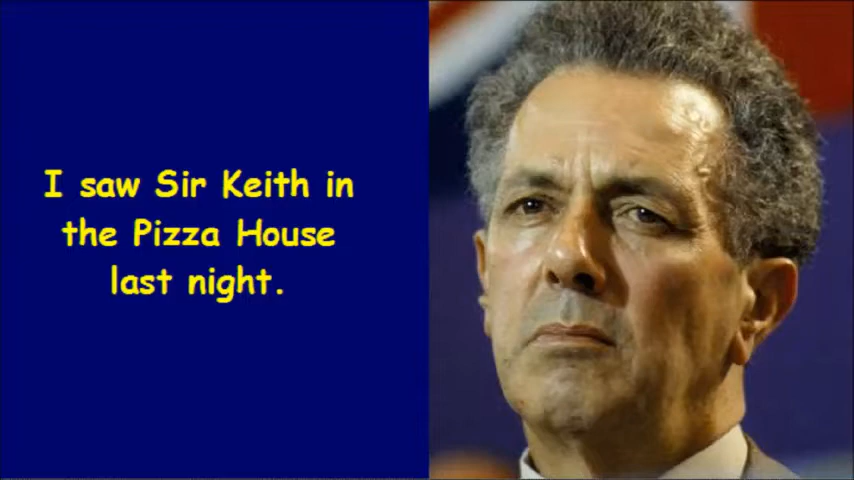 I saw Sir Keith in
the Pizza House
last night.